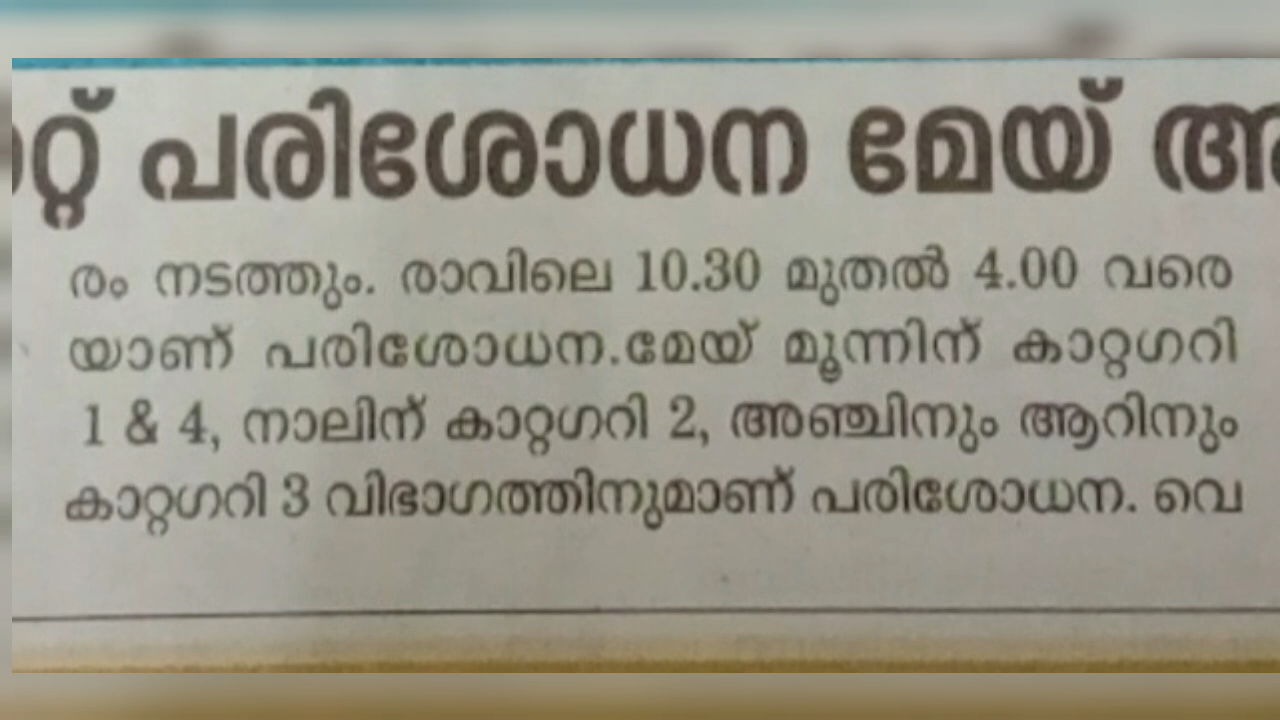 പരിശോധന മേയ്
രം നടത്തും. രാവിലെ 10.30 മുതൽ 4.00 വരെ
യാണ് പരിശോധന.മേയ് മൂന്നിന് കാറ്റഗറി
1 & 4, നാലിന് കാറ്റഗറി 2, അഞ്ചിനും ആറിനും
കാറ്റഗറി 3 വിഭാഗത്തിനുമാണ് പരിശോധന. വെ